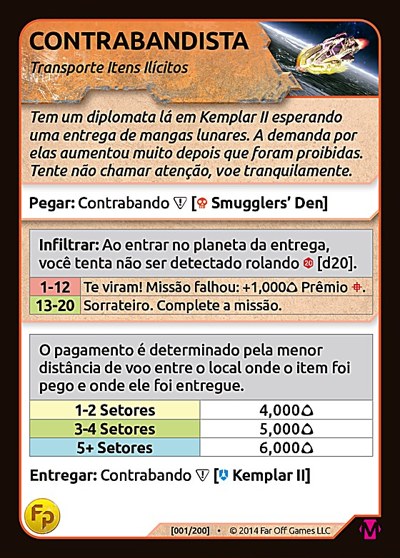 CONTRABANDISTA
Transporte Itens Ilícitos
Tem um diplomata lá em Kemplar II esperando
uma entrega de mangas lunares. A demanda por
elas aumentou muito depois que foram proibidas.
Tente não chamar atenção, voe tranquilamente.
Pegar: Contrabando [Smugglers' Den]
Infiltrar: Ao entrar no planeta da entrega,
você tenta não ser detectado rolando [d20].
1-12 Te viram! Missão falhou: +1,000 Prêmio.
13-20 Sorrateiro. Complete a missão.
O pagamento é determinado pela menor
distância de voo entre o local onde o item foi
pego e onde ele foi entregue.
1-2 Setores 4,000
3-4 Setores 5,000
5+ Setores 6,000
Entregar: Contrabando [Kemplar II]
FP
[001/200] • © 2014 Far Off Games LLC